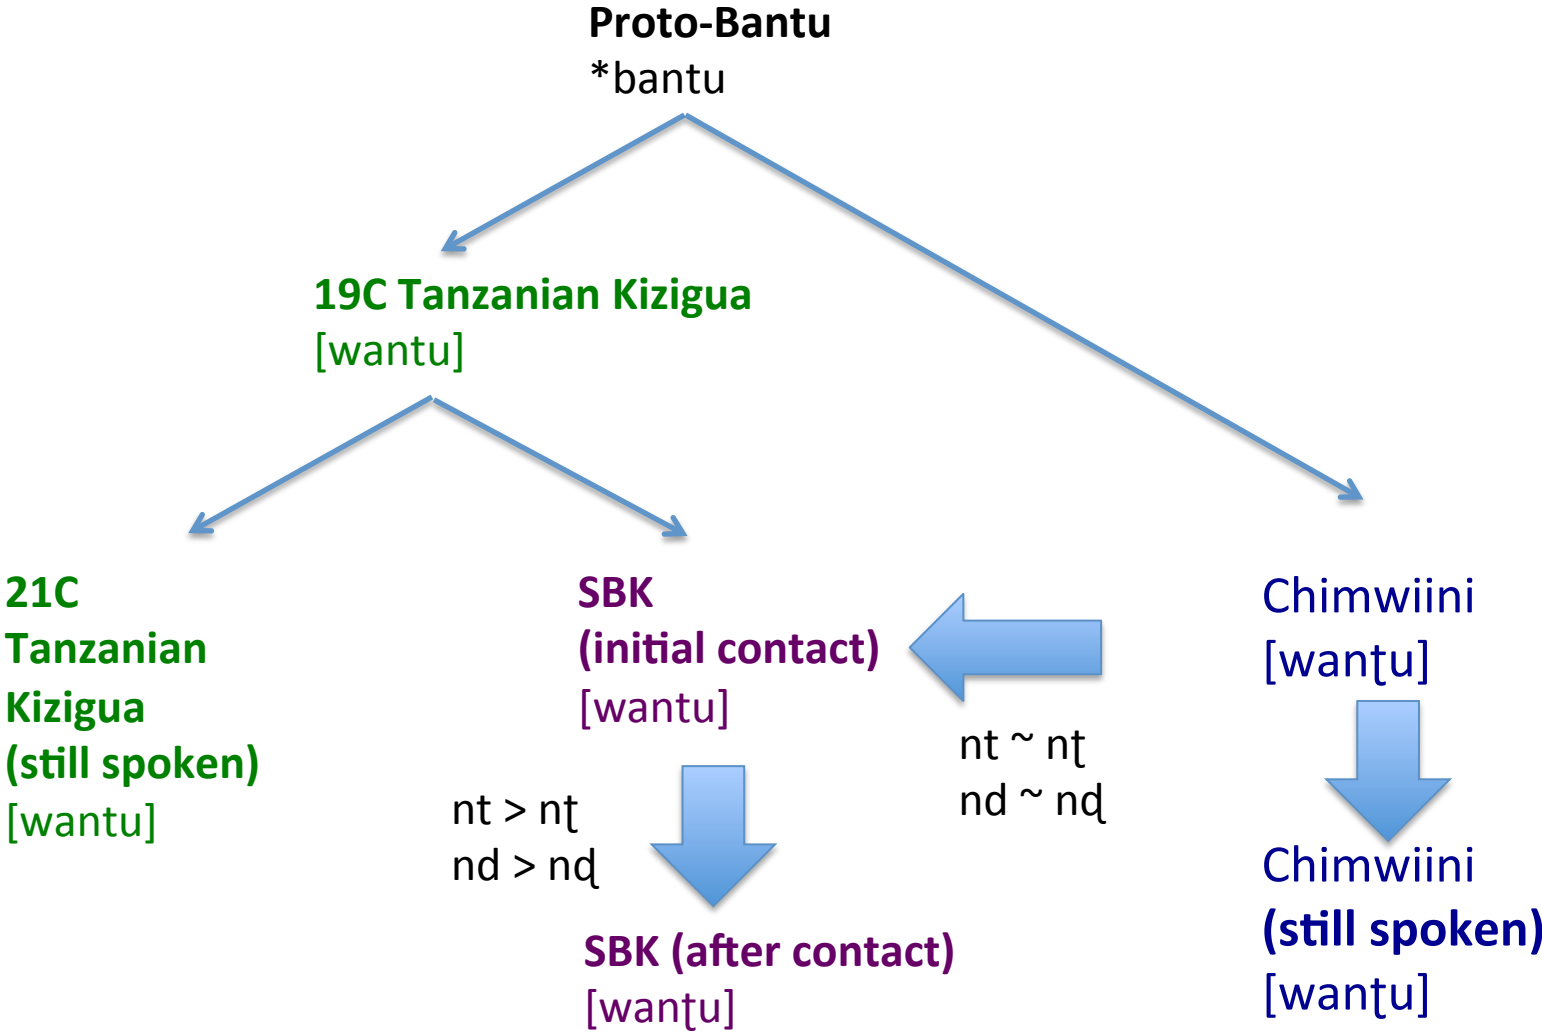 Proto-Bantu
*bantu
19C Tanzanian Kizigua
[wantu]
21C
Tanzanian
Kizigua
(still spoken)
[wantu]
SBK
(initial contact)
[wantu]
nt > nʈ
nd > nɖ
SBK (after contact)
[wanʈu]
nt ~ nʈ
nd ~ nɖ
Chimwiini
[wanʈu]
Chimwiini
(still spoken)
[wanʈu]